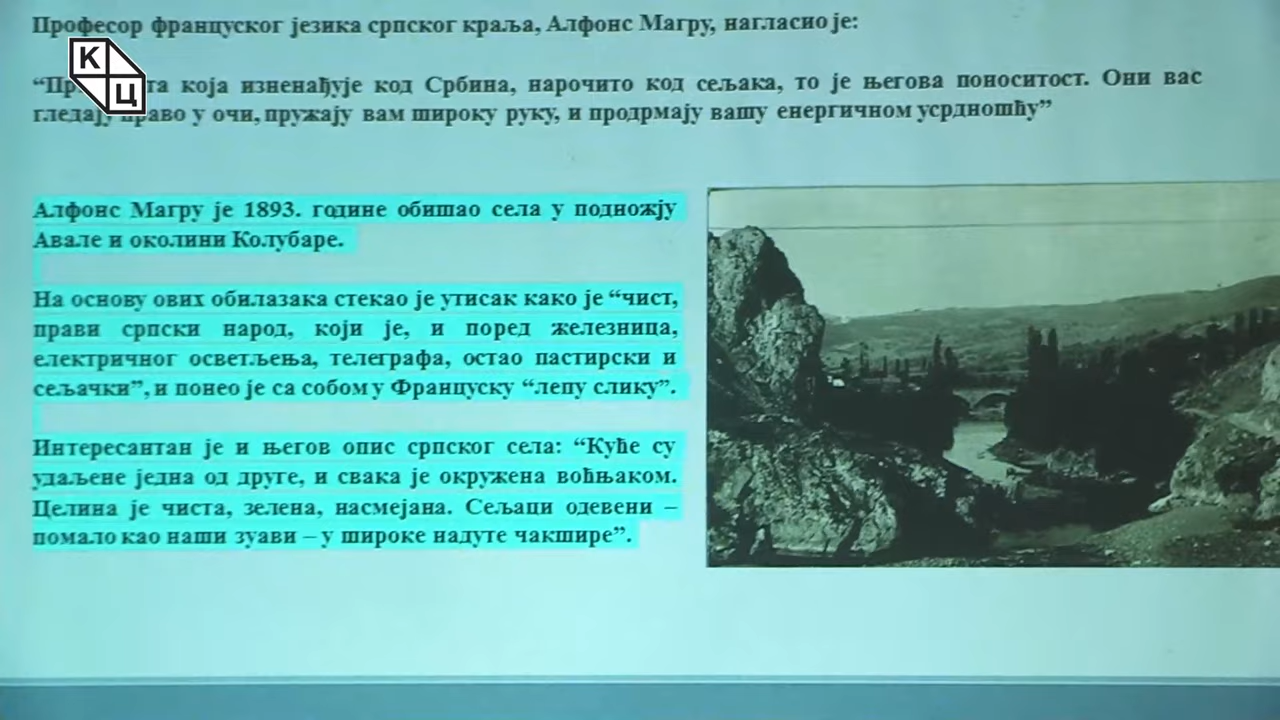 Професор француског језика српског краља, Алфонс Магру, нагласио је:
К
Ц
која изненађује код Србина, нарочито код сељака, то је његова поноситост. Они вас
гледају право у очи, пружају вам широку руку, и продрмају вашу енергичном усрдношћу”
Алфонс Магру је 1893. године обишао села у подножју
Авале и околини Колубаре.
На основу ових обилазака стекао је утисак како је “чист,
прави српски народ, који је, и поред железница,
електричног осветљења, телеграфа, остао пастирски и
сељачки”, и понео је са собом у Француску “лепу слику”.
Интересантан је и његов опис српског села: “Куће су
удаљене једна од друге, и свака је окружена воћњаком.
Целина је чиста, зелена, насмејана. Сељаци одевени –
помало као наши зуави – у широке надуте чакшире”.